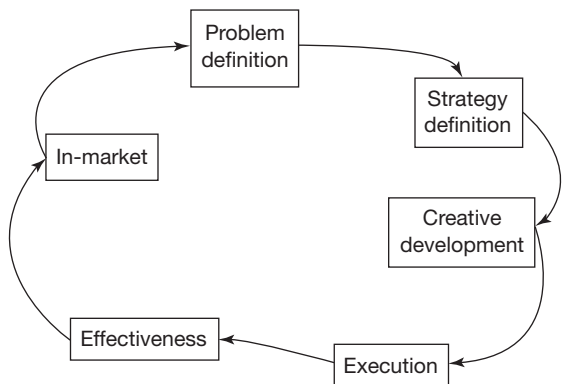 Problem
definition
Strategy
definition
Creative
development
Execution
Effectiveness
In-market